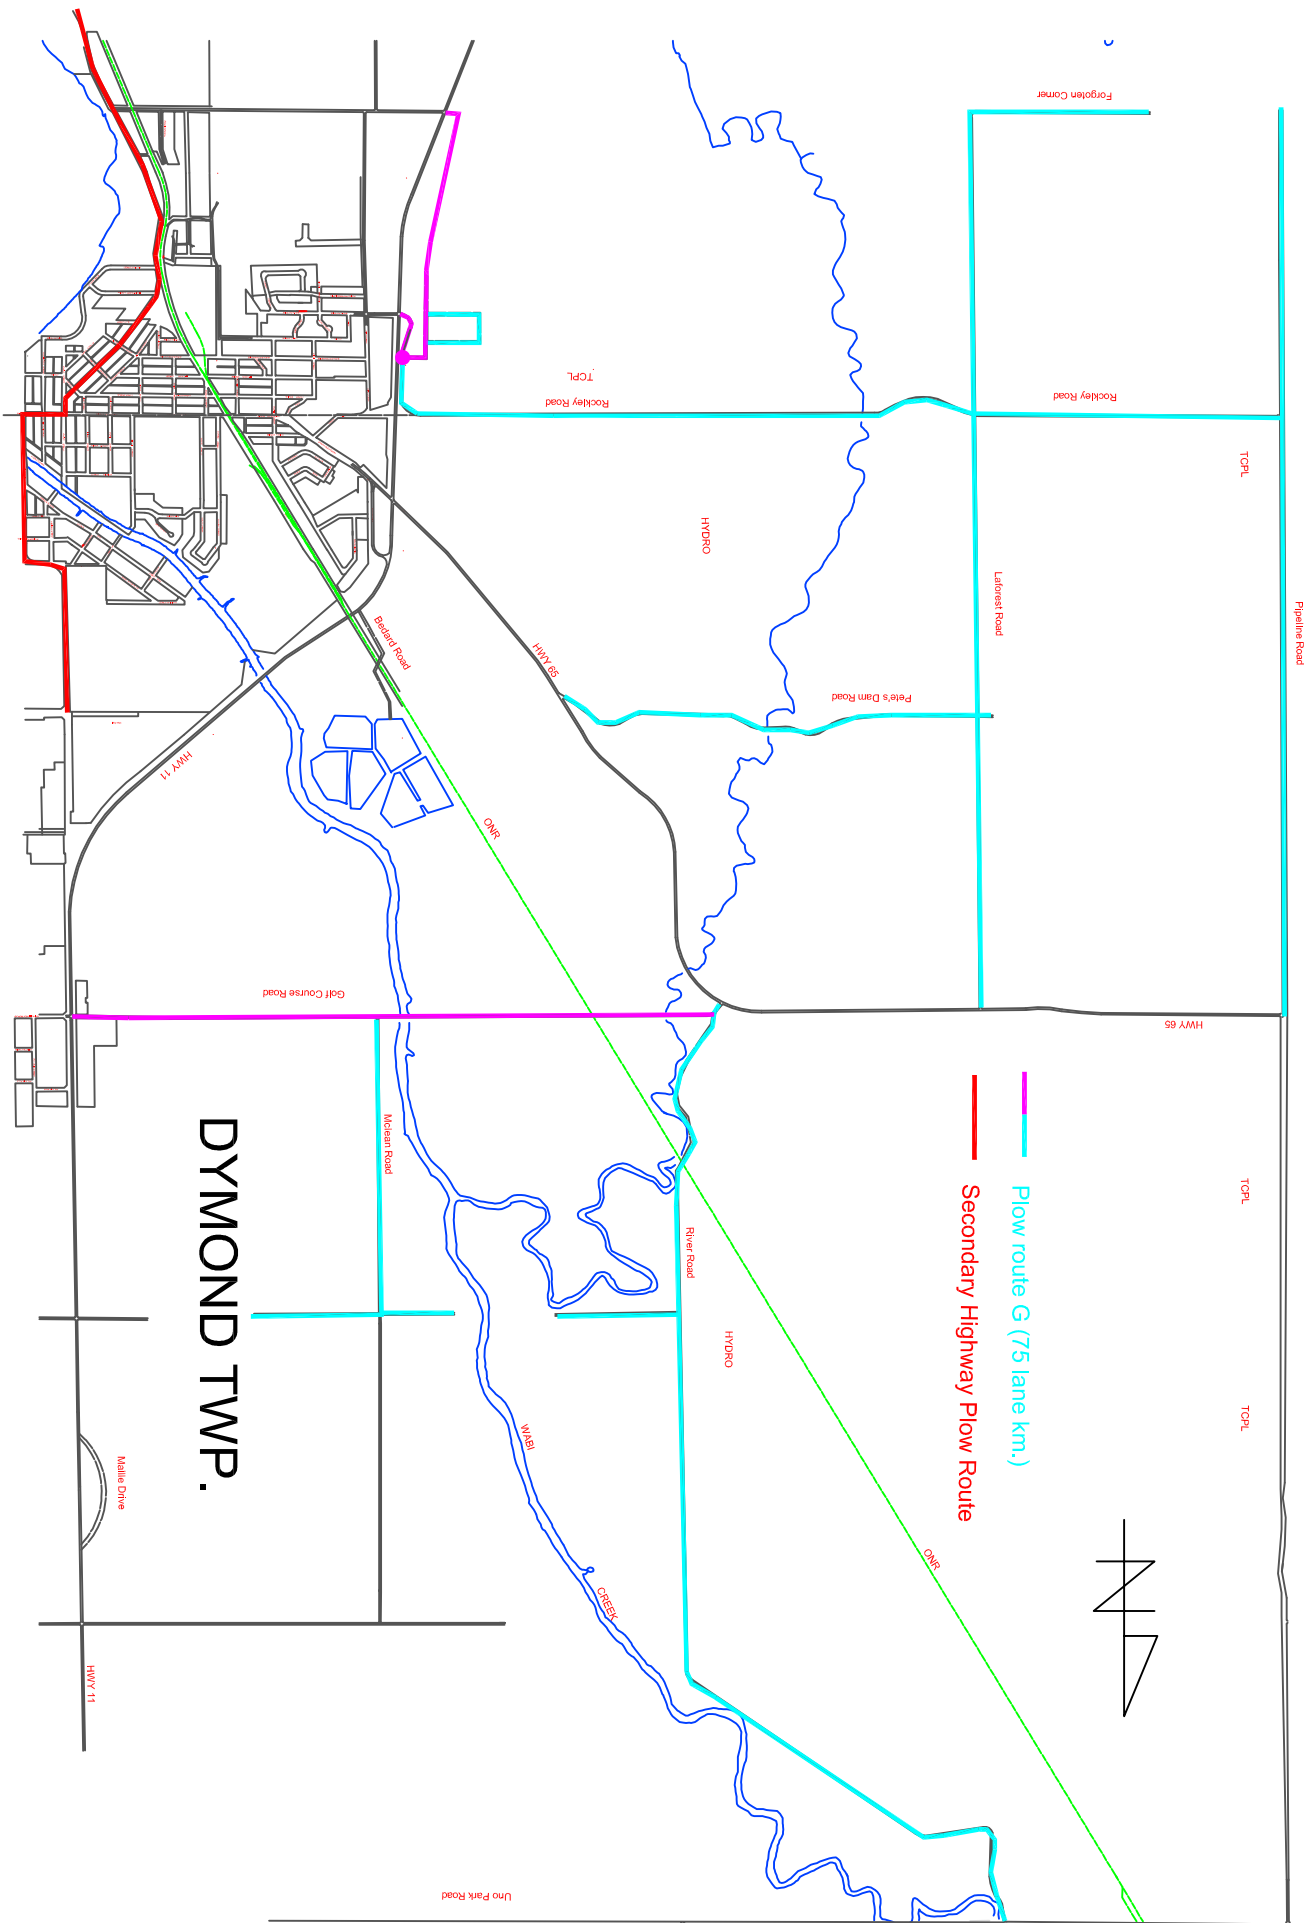 Forgoten Corner
TCPL
Rockley Road
Rockley Road
TCPL
HYDRO
Laforest Road
Pipeline Road
Bedard Road
HWY 65
Pete's Dam Road
HWY 11
ONR
Golf Course Road
HWY 65
Plow route G (75 lane km.)
Secondary Highway Plow Route
Mclean Road
TCPL
River Road
HYDRO
DYMOND TWP.
TCPL
WABI
CREEK
Mallie Drive
ONR
HWY 11
Uno Park Road
N